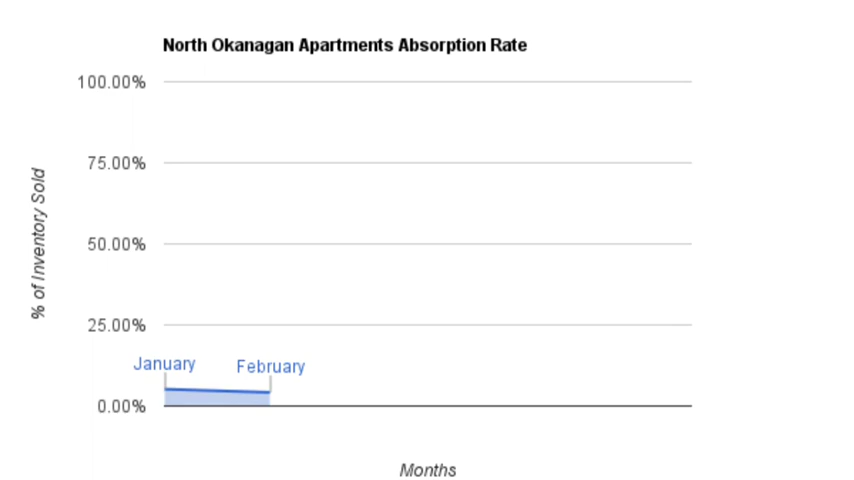 North Okanagan Apartments Absorption Rate
100.00%
75.00%
50.00%
25.00%
0.00%
% of Inventory Sold
January
February
Months